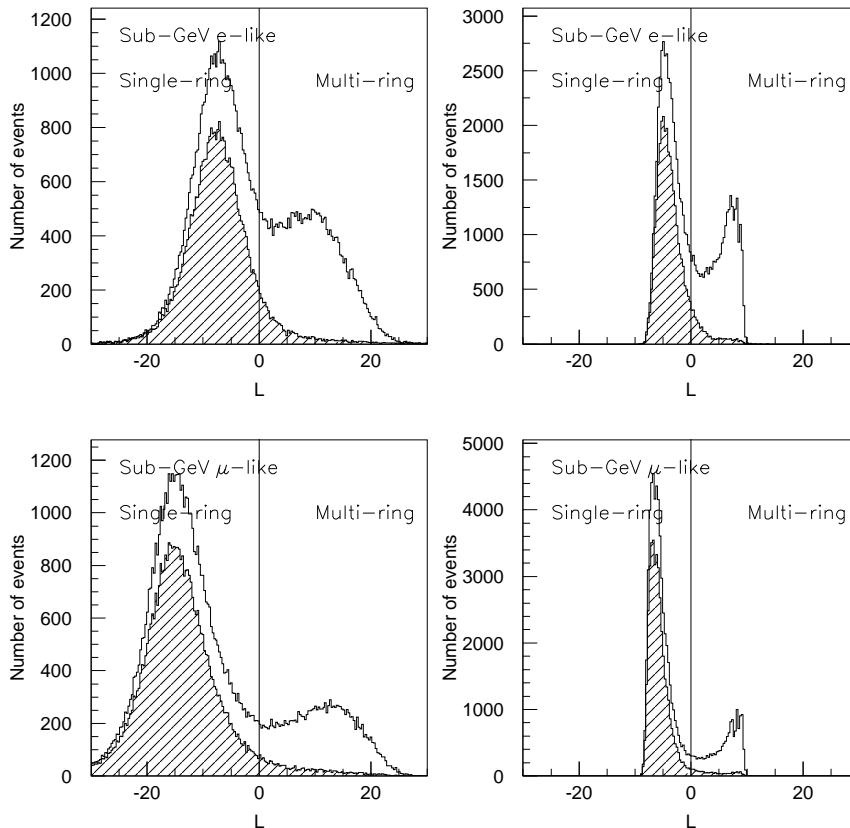 Sub-GeV e-like
Single-ring Multi-ring
Number of events
1200
1000
800
600
400
200
0
-20 0 20
L
Sub-GeV e-like
Single-ring Multi-ring
Number of events
3000
2500
2000
1500
1000
500
0
-20 0 20
L
Sub-GeV μ-like
Single-ring Multi-ring
Number of events
1200
1000
800
600
400
200
0
-20 0 20
L
Sub-GeV μ-like
Single-ring Multi-ring
Number of events
5000
4000
3000
2000
1000
0
-20 0 20
L